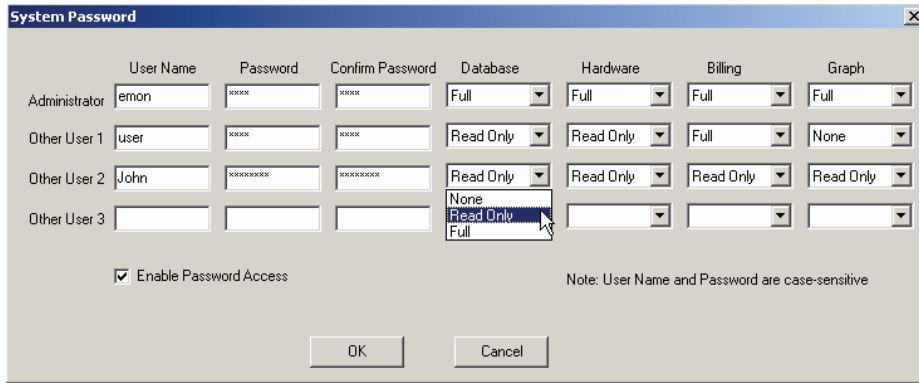 System Password
User Name Password Confirm Password Database Hardware Billing Graph
Administrator emon **** **** Full Full Full Full
Other User 1 user **** **** Read Only Read Only Full None
Other User 2 John ******** ******** Read Only Read Only Read Only Read Only
None
Read Only
Full
Other User 3
Enable Password Access
Note: User Name and Password are case-sensitive
OK Cancel